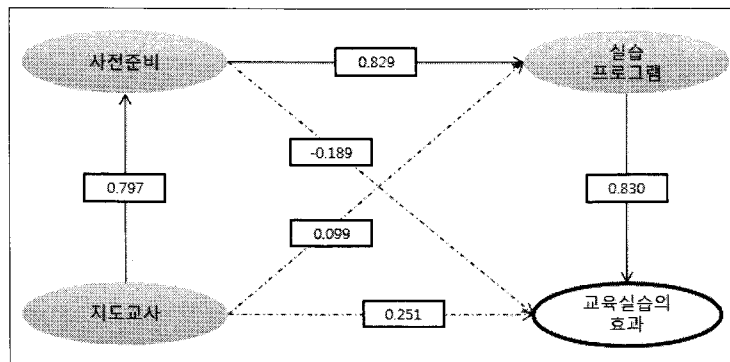 사전준비
0.829
실습
프로그램
-0.189
0.797
0.830
0.099
지도교사
0.251
교육실습의
효과